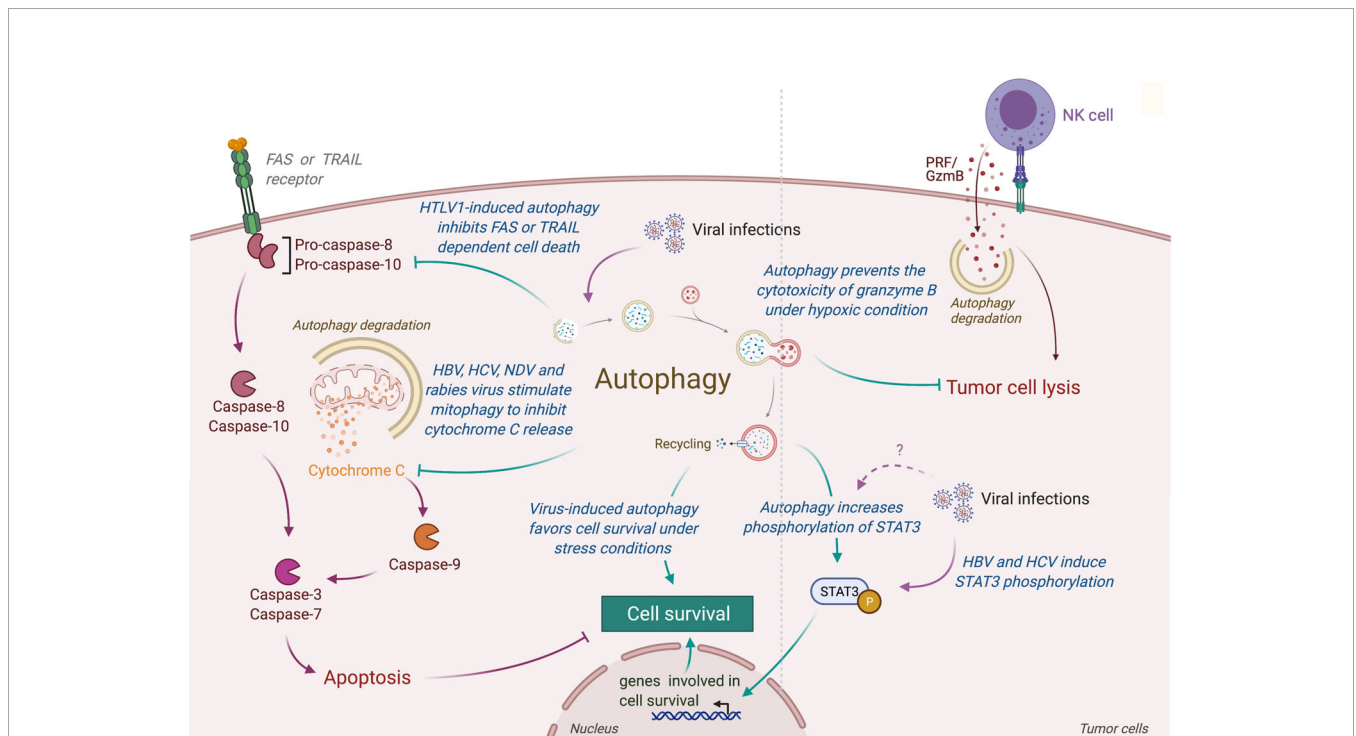 NK cell
FAS or TRAIL
receptor
PRF/
GzmB
HTLV1-induced autophagy
inhibits FAS or TRAIL
dependent cell death
Viral infections
Pro-caspase-8
Pro-caspase-10
Autophagy prevents the
cytotoxicity of granzyme B
under hypoxic condition
Autophagy
degradation
Autophagy degradation
HBV, HCV, NDV and
rabies virus stimulate
mitophagy to inhibit
cytochrome C release
Autophagy
Tumor cell lysis
Caspase-8
Caspase-10
Recycling
?
Cytochrome C
Viral infections
Virus-induced autophagy
favors cell survival under
stress conditions
Autophagy increases
phosphorylation of STAT3
Caspase-9
HBV and HCV induce
STAT3 phosphorylation
Caspase-3
Caspase-7
STAT3
P
Cell survival
Apoptosis
genes involved in
cell survival
Nucleus
Tumor cells